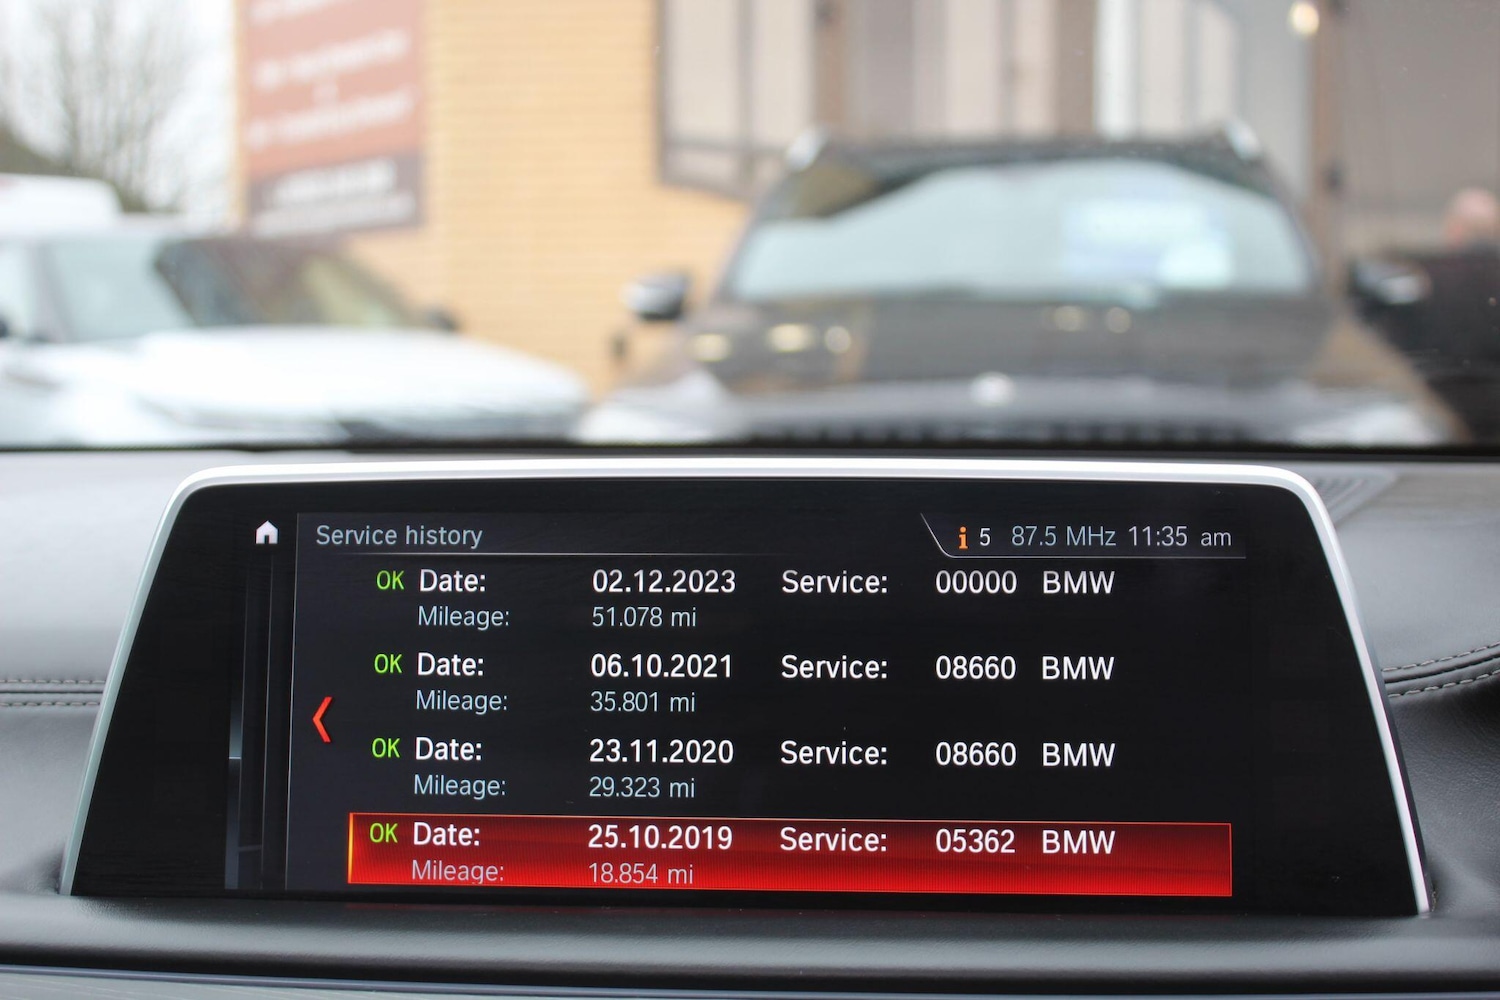 Service history
i 5 87.5 MHz 11:35 am
OK Date: 02.12.2023 Service: 00000 BMW
Mileage: 51.078 mi
OK Date: 06.10.2021 Service: 08660 BMW
Mileage: 35.801 mi
OK Date: 23.11.2020 Service: 08660 BMW
Mileage: 29.323 mi
OK Date: 25.10.2019 Service: 05362 BMW
Mileage: 18.854 mi